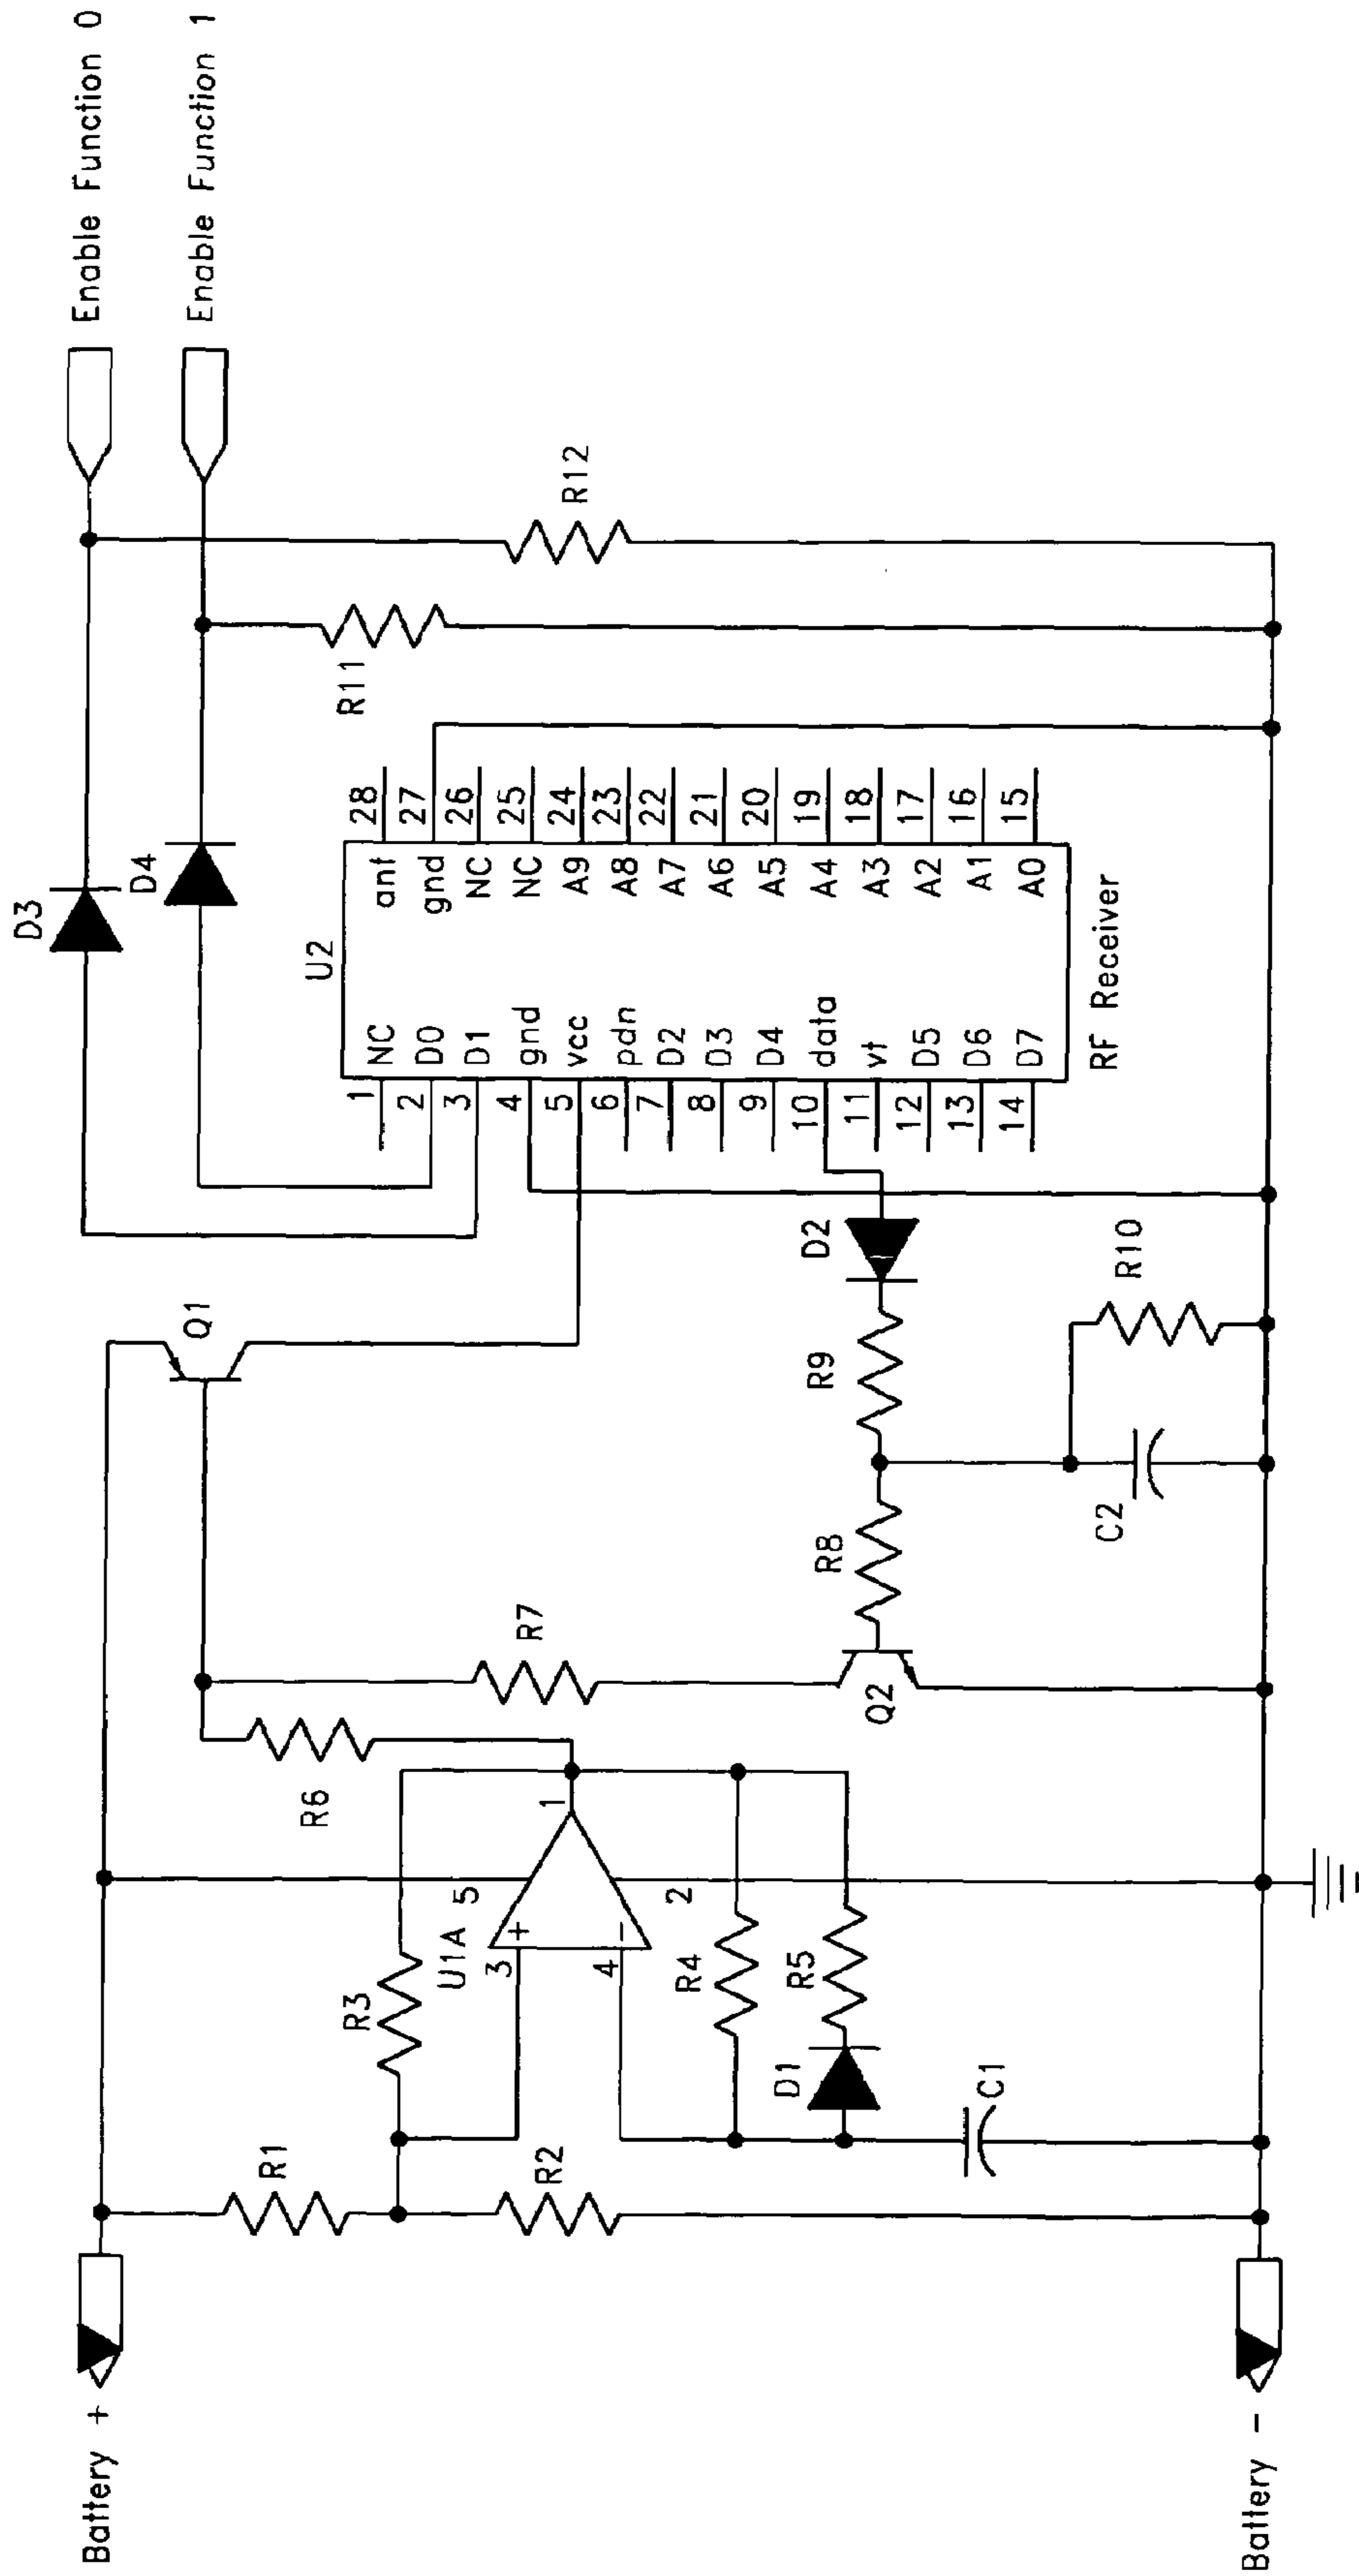 Enable Function 0
Enable Function 1
D3
D4
Q1
U2
1 NC
2 D0
3 D1
4 gnd
5 vcc
6 pdn
7 D2
8 D3
9 D4
10 data
11 vt
12 D5
13 D6
14 D7
ant 28
gnd 27
NC 26
NC 25
A9 24
A8 23
A7 22
A6 21
A5 20
A4 19
A3 18
A2 17
A1 16
A0 15
RF Receiver
R11
R12
Battery +
R1
R2
R3
U1A
3 +
4 -
5
2
1
R4
R5
D1
C1
R6
R7
Q2
R8
R9
D2
C2
R10
Battery -